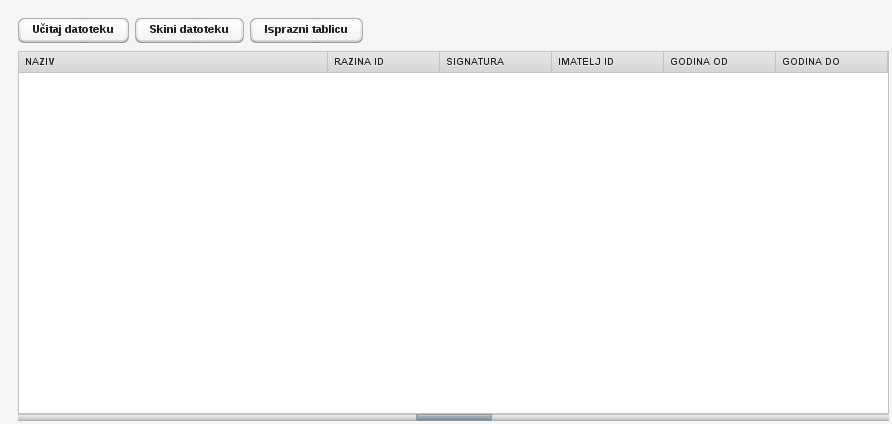 Učitaj datoteku Skini datoteku Isprazni tablicu
NAZIV RAZINA ID SIGNATURA IMATELJ ID GODINA OD GODINA DO